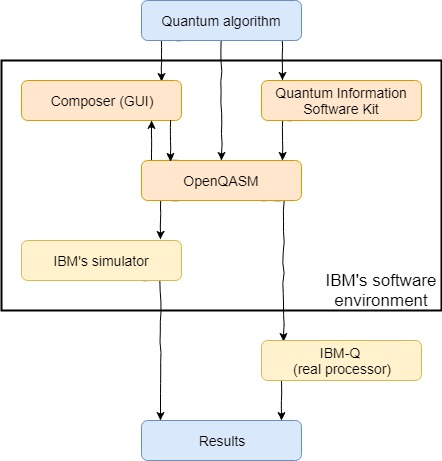 Quantum algorithm
Composer (GUI)
Quantum Information
Software Kit
OpenQASM
IBM's simulator
IBM's software
environment
IBM-Q
(real processor)
Results